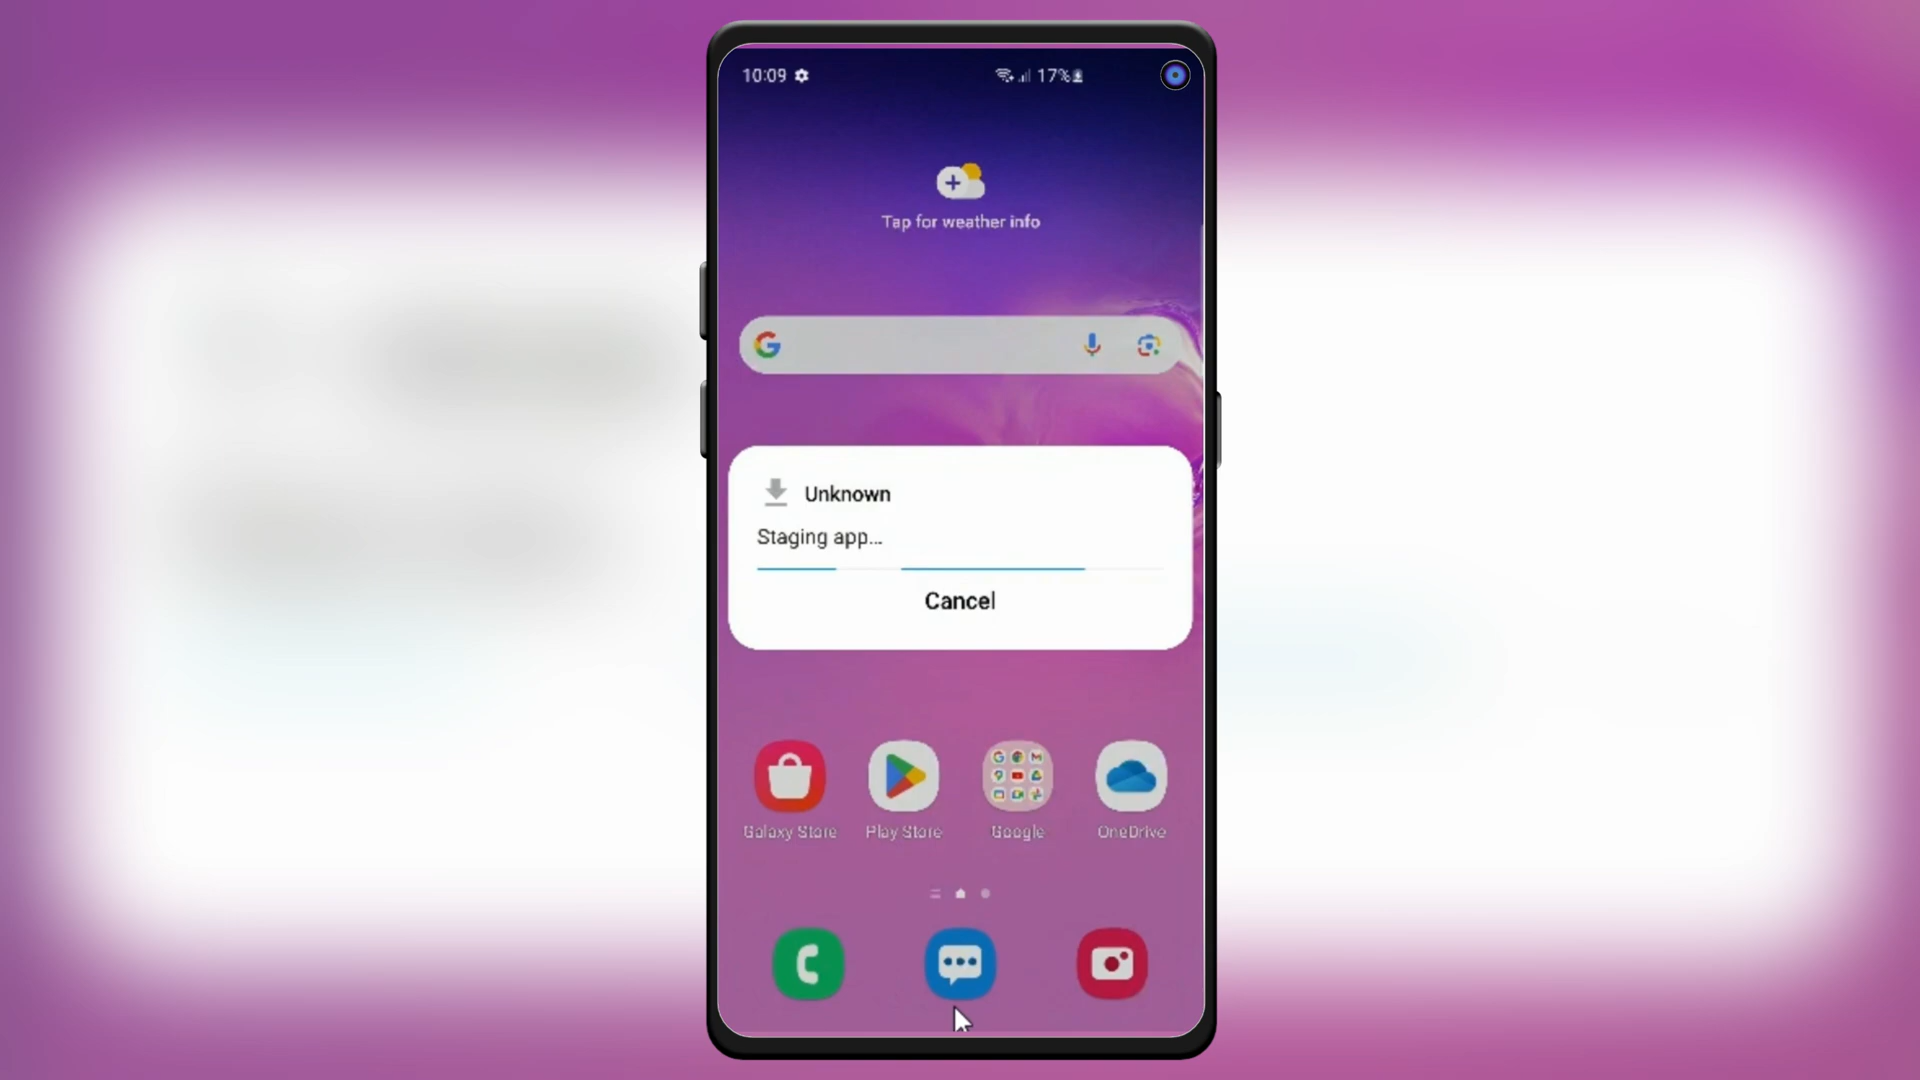 10:09 17%
Tap for weather info
Unknown
Staging app...
Cancel
Galaxy Store Play Store Google OneDrive